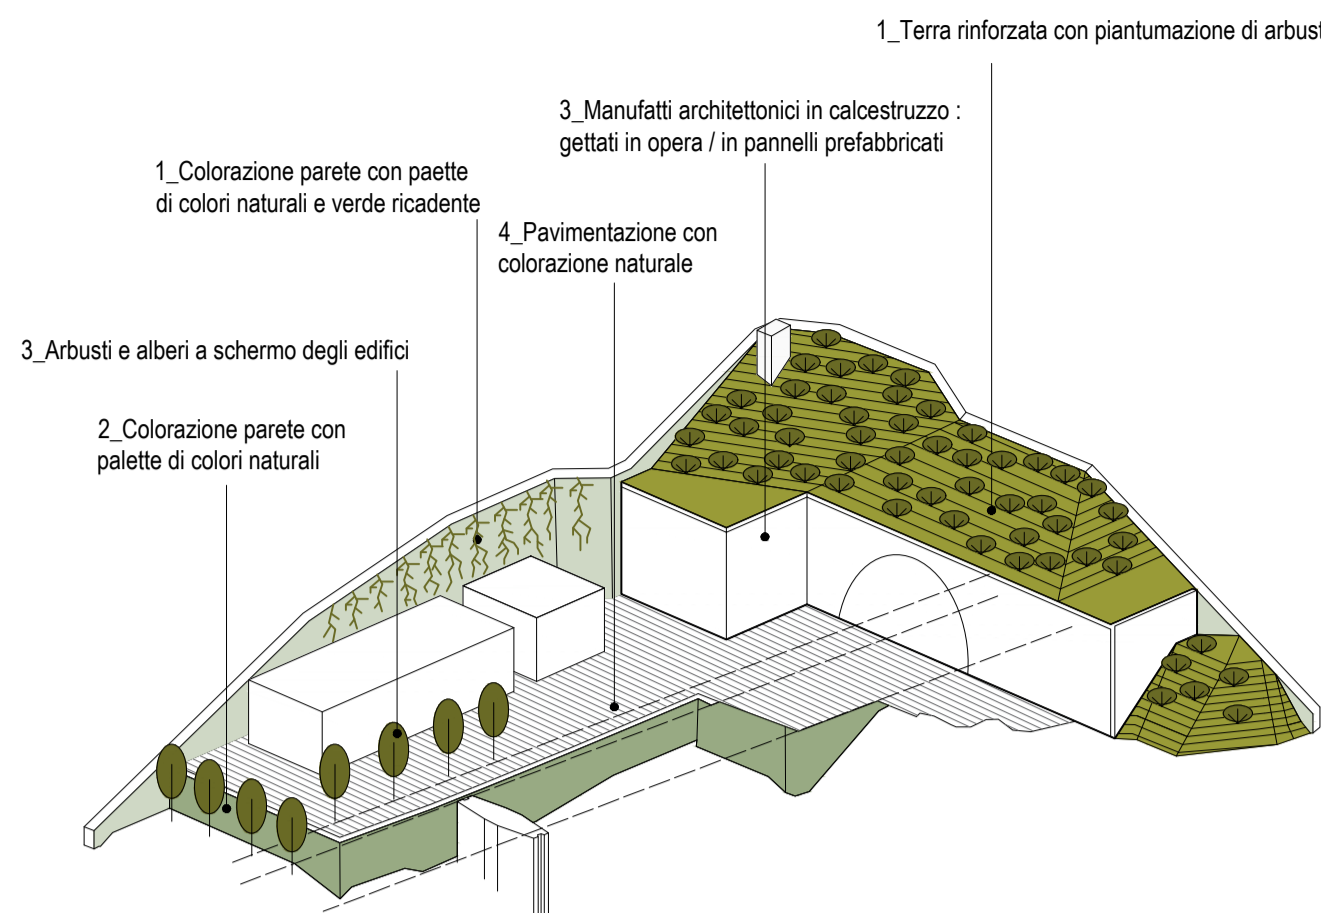 1_Terra rinforzata con piantumazione di arbust
3_Manufatti architettonici in calcestruzzo :
gettati in opera / in pannelli prefabbricati
1_Colorazione parete con paette
di colori naturali e verde ricadente
4_Pavimentazione con
colorazione naturale
3_Arbusti e alberi a schermo degli edifici
2_Colorazione parete con
palette di colori naturali